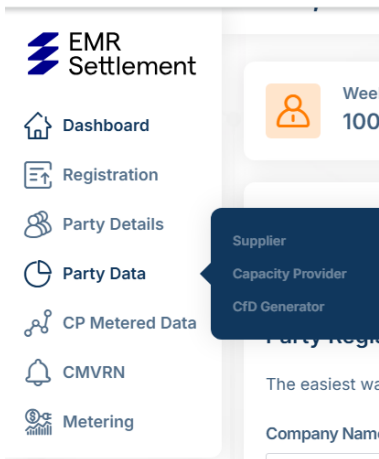 EMR
Settlement
Dashboard
Registration
Party Details
Party Data
CP Metered Data
CMVRN
Metering
100
Supplier
Capacity Provider
CfD Generator
The easiest
Company Name